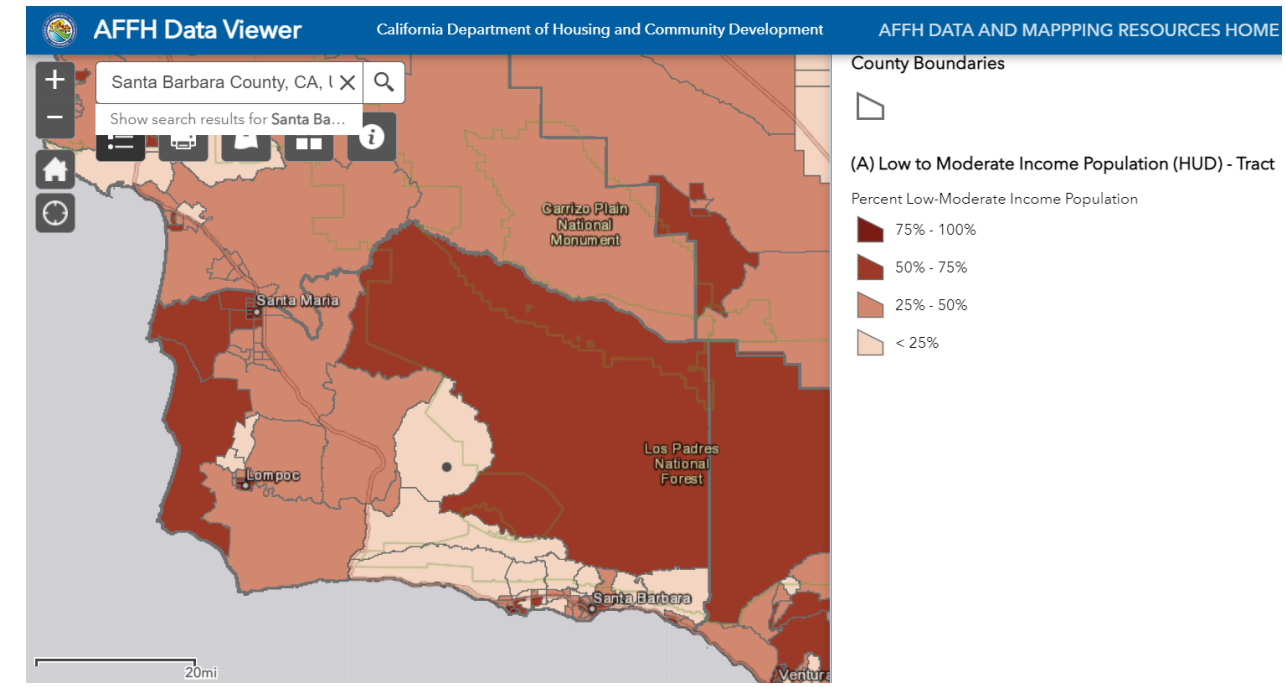 AFFH Data Viewer
California Department of Housing and Community Development
AFFH DATA AND MAPPPING RESOURCES HOME
Santa Barbara County, CA, U
Show search results for Santa Ba...
County Boundaries
(A) Low to Moderate Income Population (HUD) - Tract
Percent Low-Moderate Income Population
75% - 100%
50% - 75%
25% - 50%
< 25%
Carrizo Plain
National
Monument
Santa Maria
Los Padres
National
Forest
Lompoc
Santa Barbara
Ventura
20mi